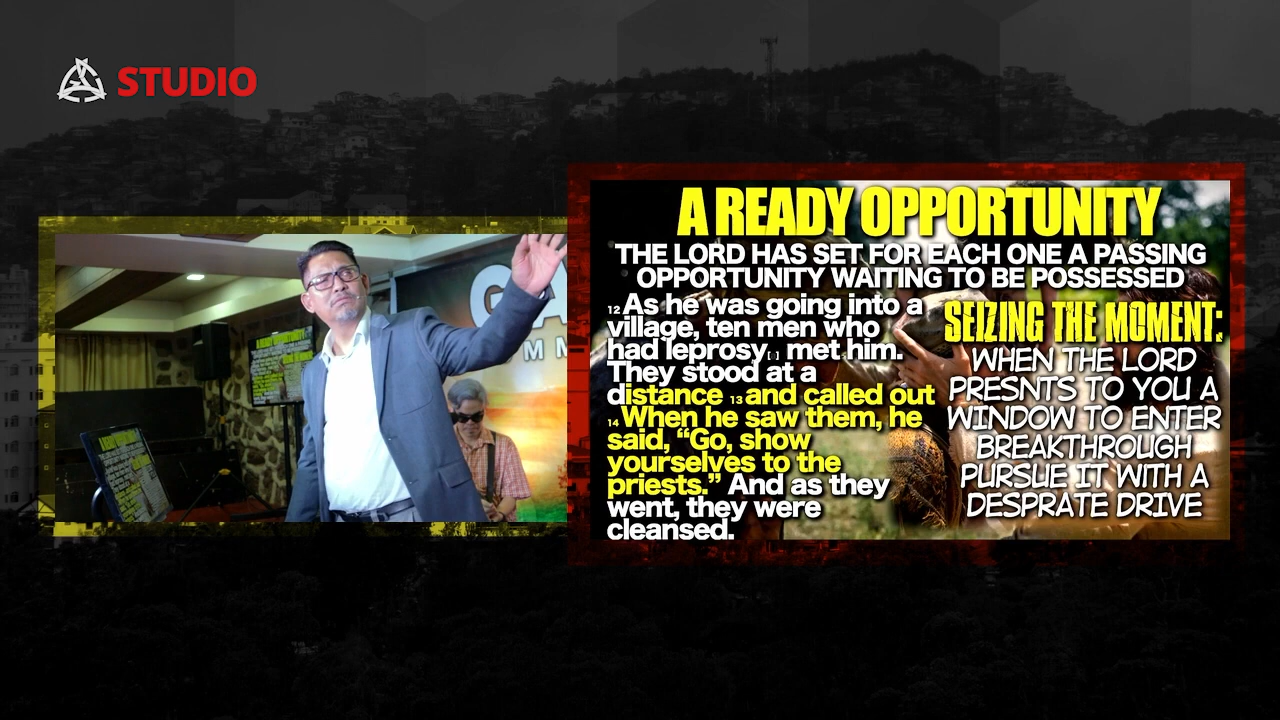 STUDIO
A READY OPPORTUNITY
THE LORD HAS SET FOR EACH ONE A PASSING
OPPORTUNITY WAITING TO BE POSSESSED
12 As he was going into a
village, ten men who
had leprosy[ ] met him.
They stood at a
distance 13 and called out
14 When he saw them, he
said, “Go, show
yourselves to the
priests.” And as they
went, they were
cleansed.
SEIZING THE MOMENT:
WHEN THE LORD
PRESNTS TO YOU A
WINDOW TO ENTER
BREAKTHROUGH
PURSUE IT WITH A
DESPRATE DRIVE
A READY OPPORTUNITY
A READY OPPORTUNITY